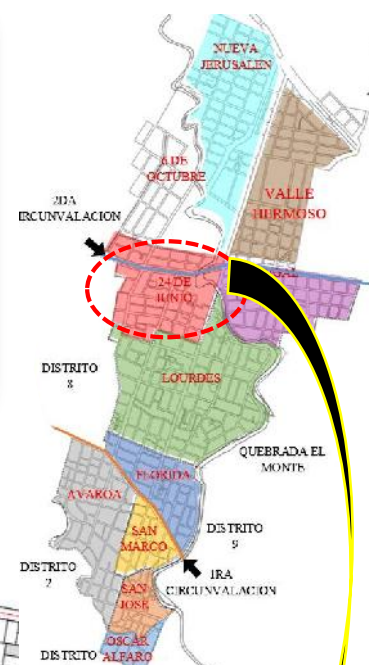 NUEVA
JERUSALEN
6 DE
OCTUBRE
VALLE
HERMOSO
2DA
IRCUNVALACION
24 DE
JUNIO
GAL
LOURDES
DISTRITO
8
QUEBRADA EL
MONTE
FLORIDA
AVAROA
SAN
MARCO
DISTRITO
9
DISTRITO
2
1RA
CIRCUNVALACION
SAN
JOSE
OSCAR
ALFARO
DISTRITO